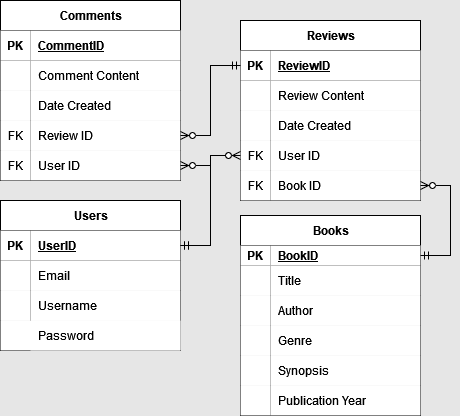 Comments
PK CommentID
Comment Content
Date Created
FK Review ID
FK User ID
Reviews
PK ReviewID
Review Content
Date Created
FK User ID
FK Book ID
Users
PK UserID
Email
Username
Password
Books
PK BookID
Title
Author
Genre
Synopsis
Publication Year